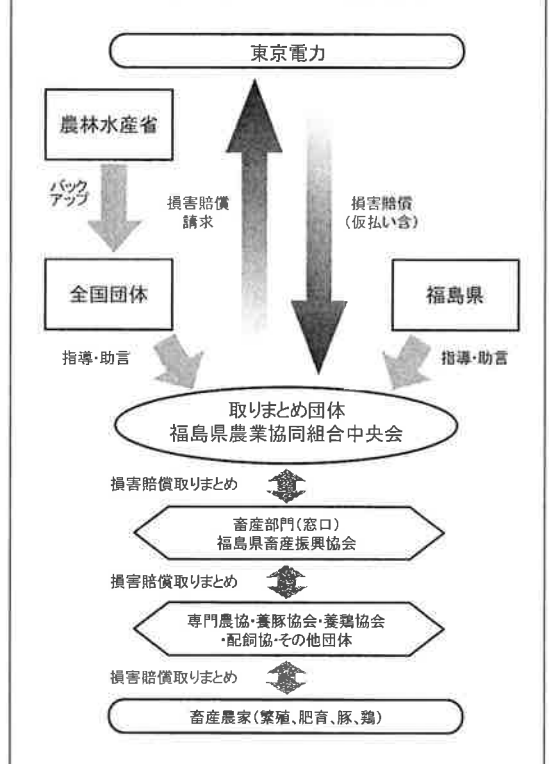 東京電力
農林水産省
バック
アップ
損害賠償
請求
損害賠償
(仮払い含)
全国団体
福島県
指導・助言
指導・助言
取りまとめ団体
福島県農業協同組合中央会
損害賠償取りまとめ
畜産部門(窓口)
福島県畜産振興協会
損害賠償取りまとめ
専門農協・養豚協会・養鶏協会
・配飼協・その他団体
損害賠償取りまとめ
畜産農家(繁殖、肥育、豚、鶏)